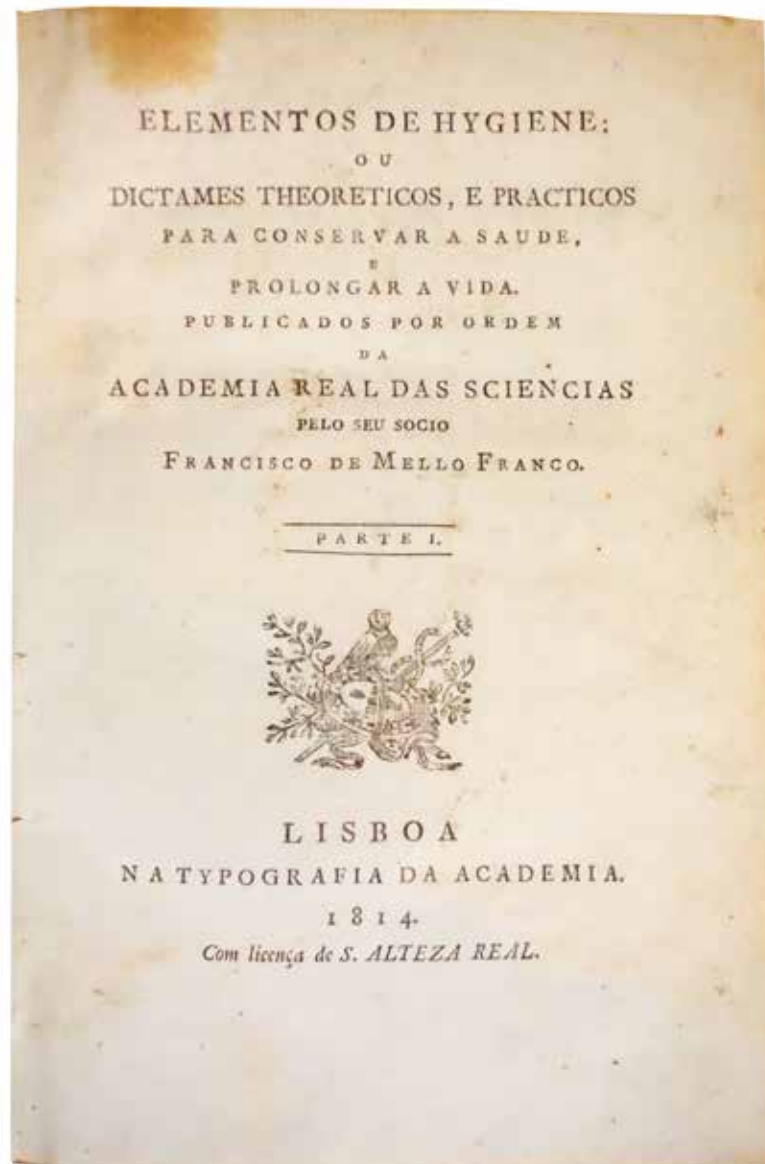 ELEMENTOS DE HYGIENE:
OU
DICTAMES THEORETICOS, E PRACTICOS
PARA CONSERVAR A SAUDE,
E
PROLONGAR A VIDA.
PUBLICADOS POR ORDEM
DA
ACADEMIA REAL DAS SCIENCIAS
PELO SEU SOCIO
FRANCISCO DE MELLO FRANCO.
PARTE I.
LISBOA
NA TYPOGRAFIA DA ACADEMIA.
1814.
Com licença de S. ALTEZA REAL.